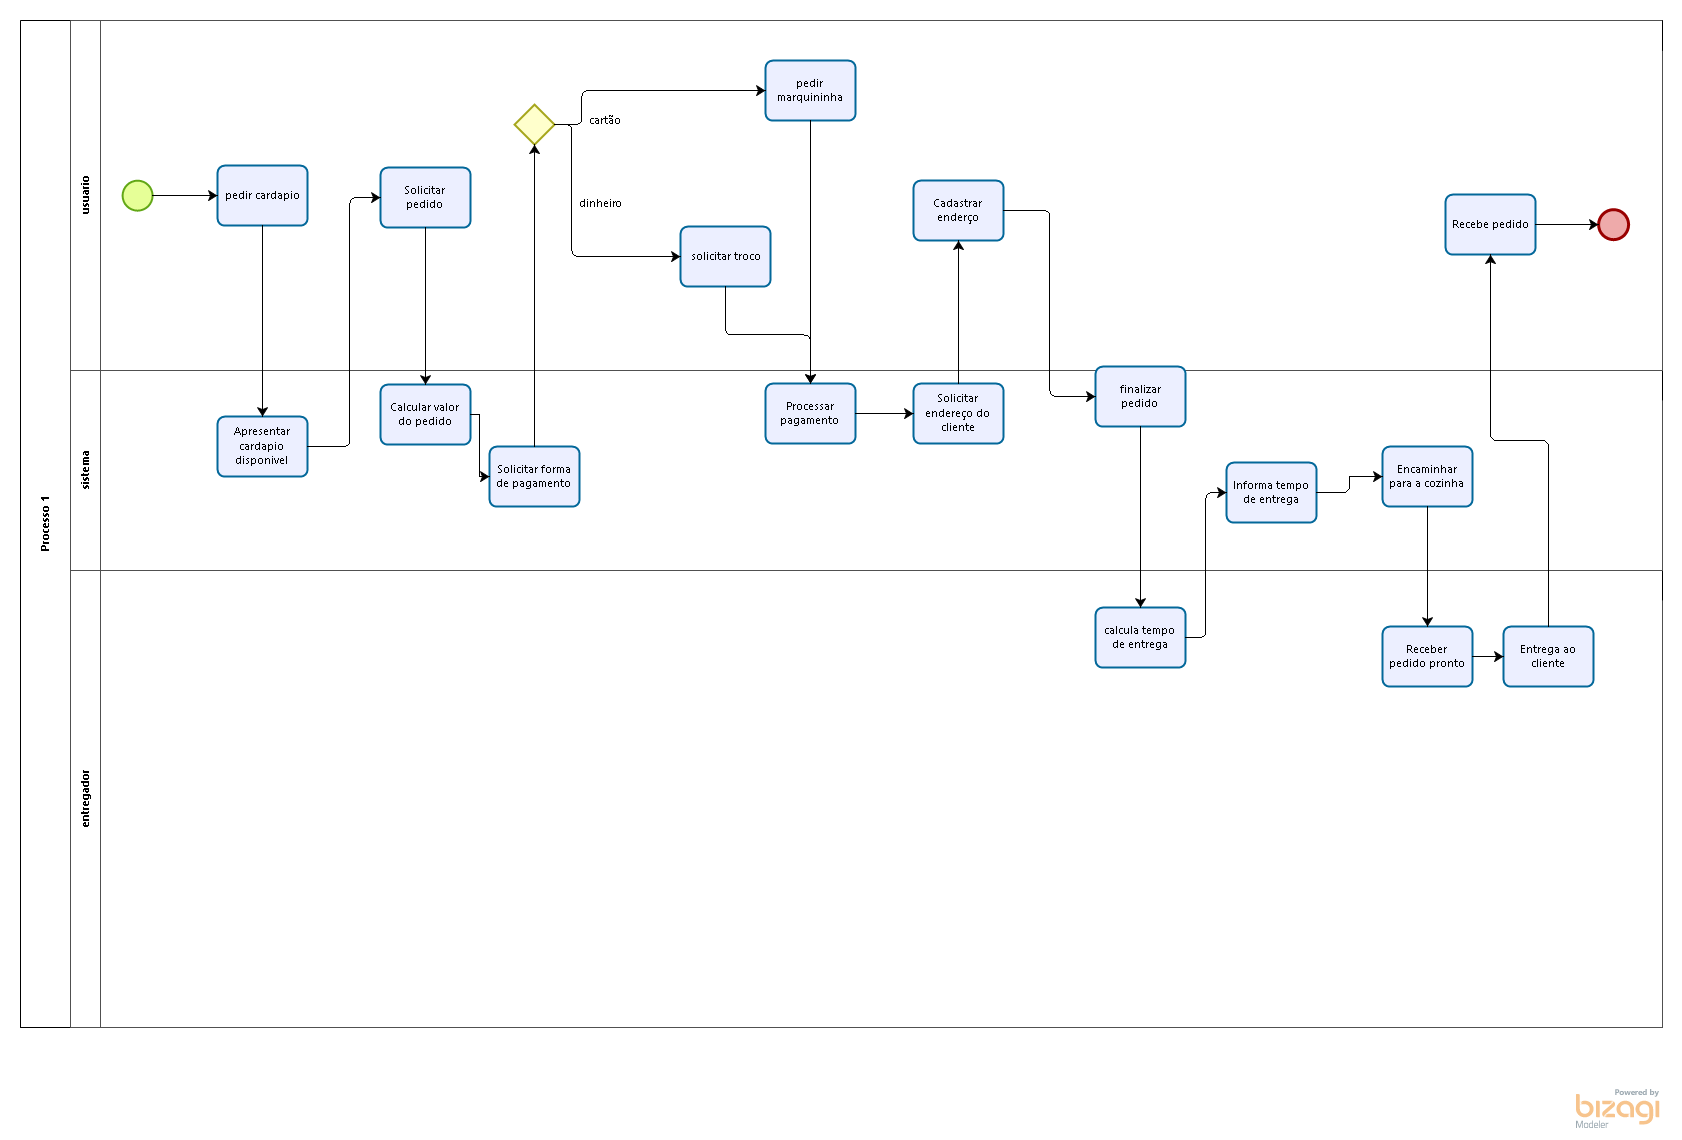 Processo 1
usuario
pedir cardapio
Solicitar
pedido
cartão
dinheiro
pedir
marquininha
solicitar troco
Cadastrar
enderço
Recebe pedido
sistema
Apresentar
cardapio
disponivel
Calcular valor
do pedido
Solicitar forma
de pagamento
Processar
pagamento
Solicitar
endereço do
cliente
finalizar
pedido
Informa tempo
de entrega
Encaminhar
para a cozinha
entregador
calcula tempo
de entrega
Receber
pedido pronto
Entrega ao
cliente
Powered by
bizagi
Modeler